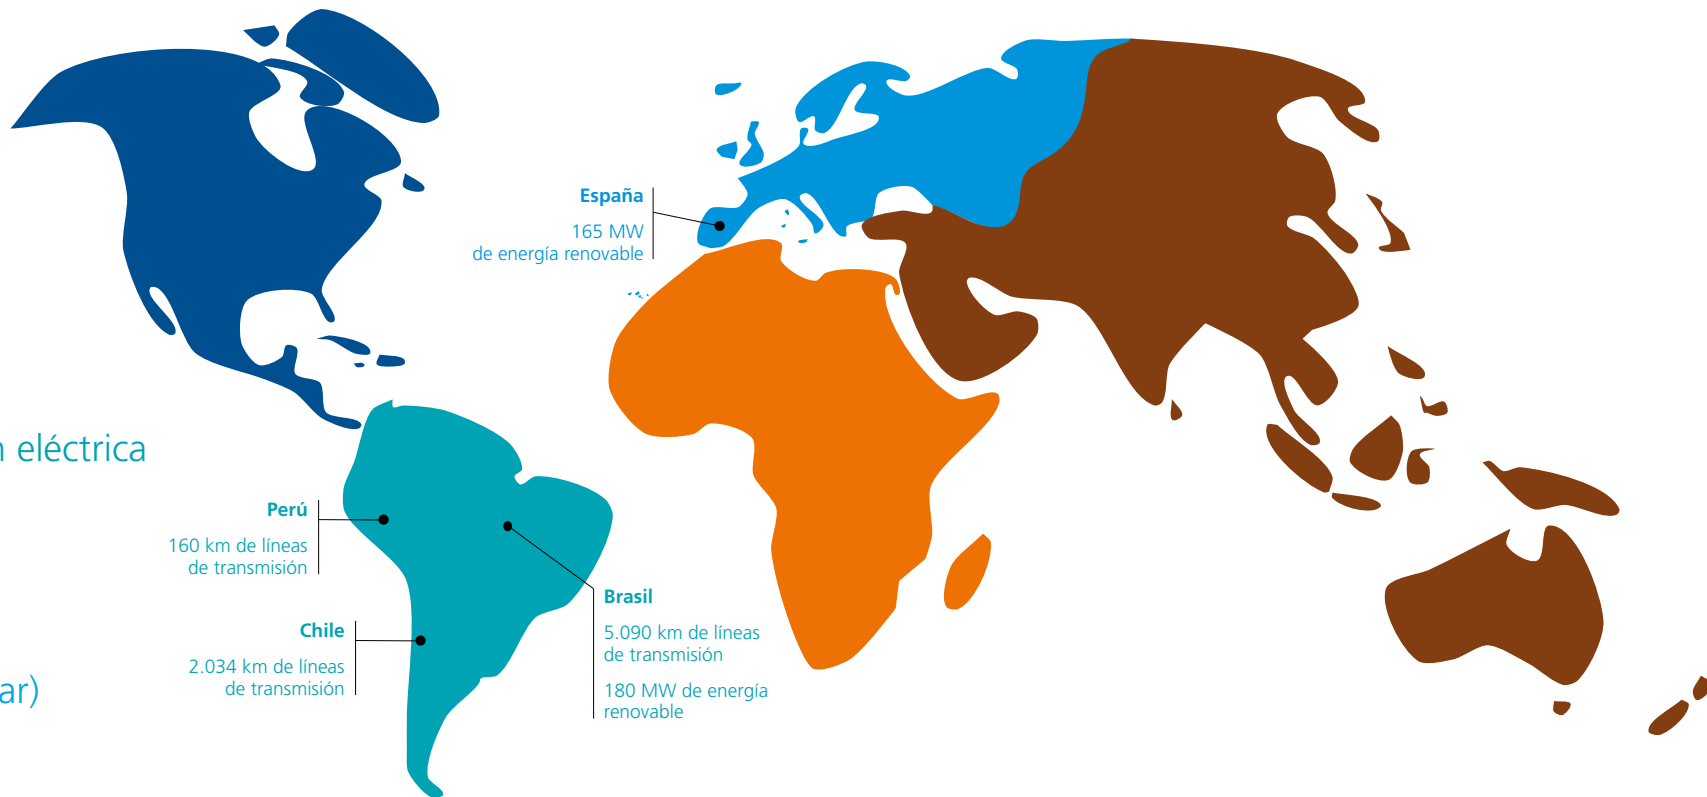 España
165 MW
de energía renovable
eléctrica
Perú
160 km de líneas
de transmisión
Brasil
5.090 km de líneas
de transmisión
180 MW de energía
renovable
Chile
2.034 km de líneas
de transmisión
ar)